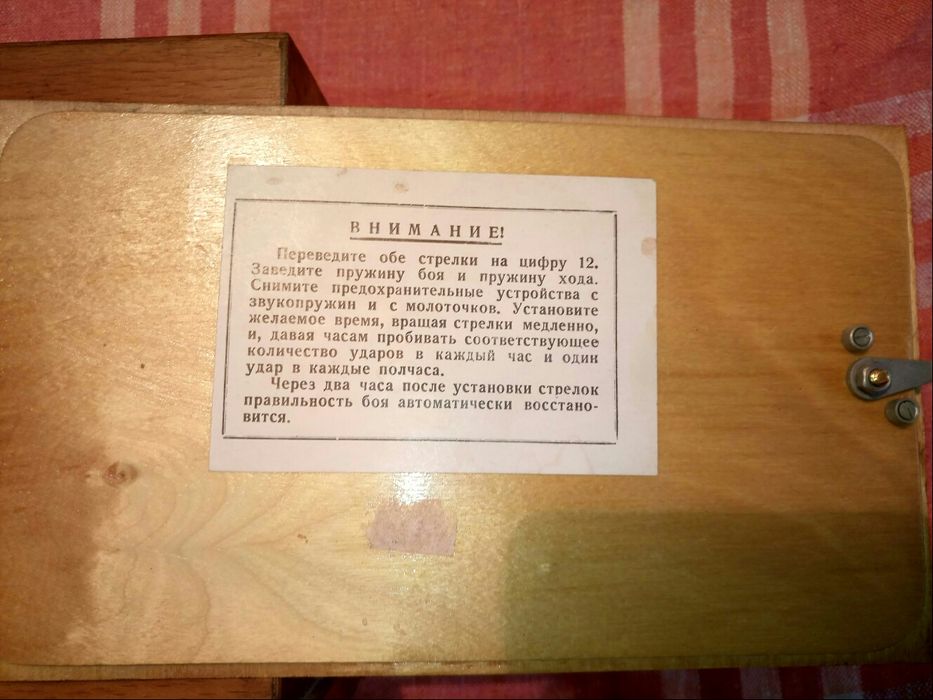 ВНИМАНИЕ!
Переведите обе стрелки на цифру 12.
Заведите пружину боя и пружину хода.
Снимите предохранительные устройства с
звукопружин и с молоточков. Установите
желаемое время, вращая стрелки медленно,
и, давая часам пробивать соответствующее
количество ударов в каждый час и один
удар в каждые полчаса.
Через два часа после установки стрелок
правильность боя автоматически восстано-
вится.